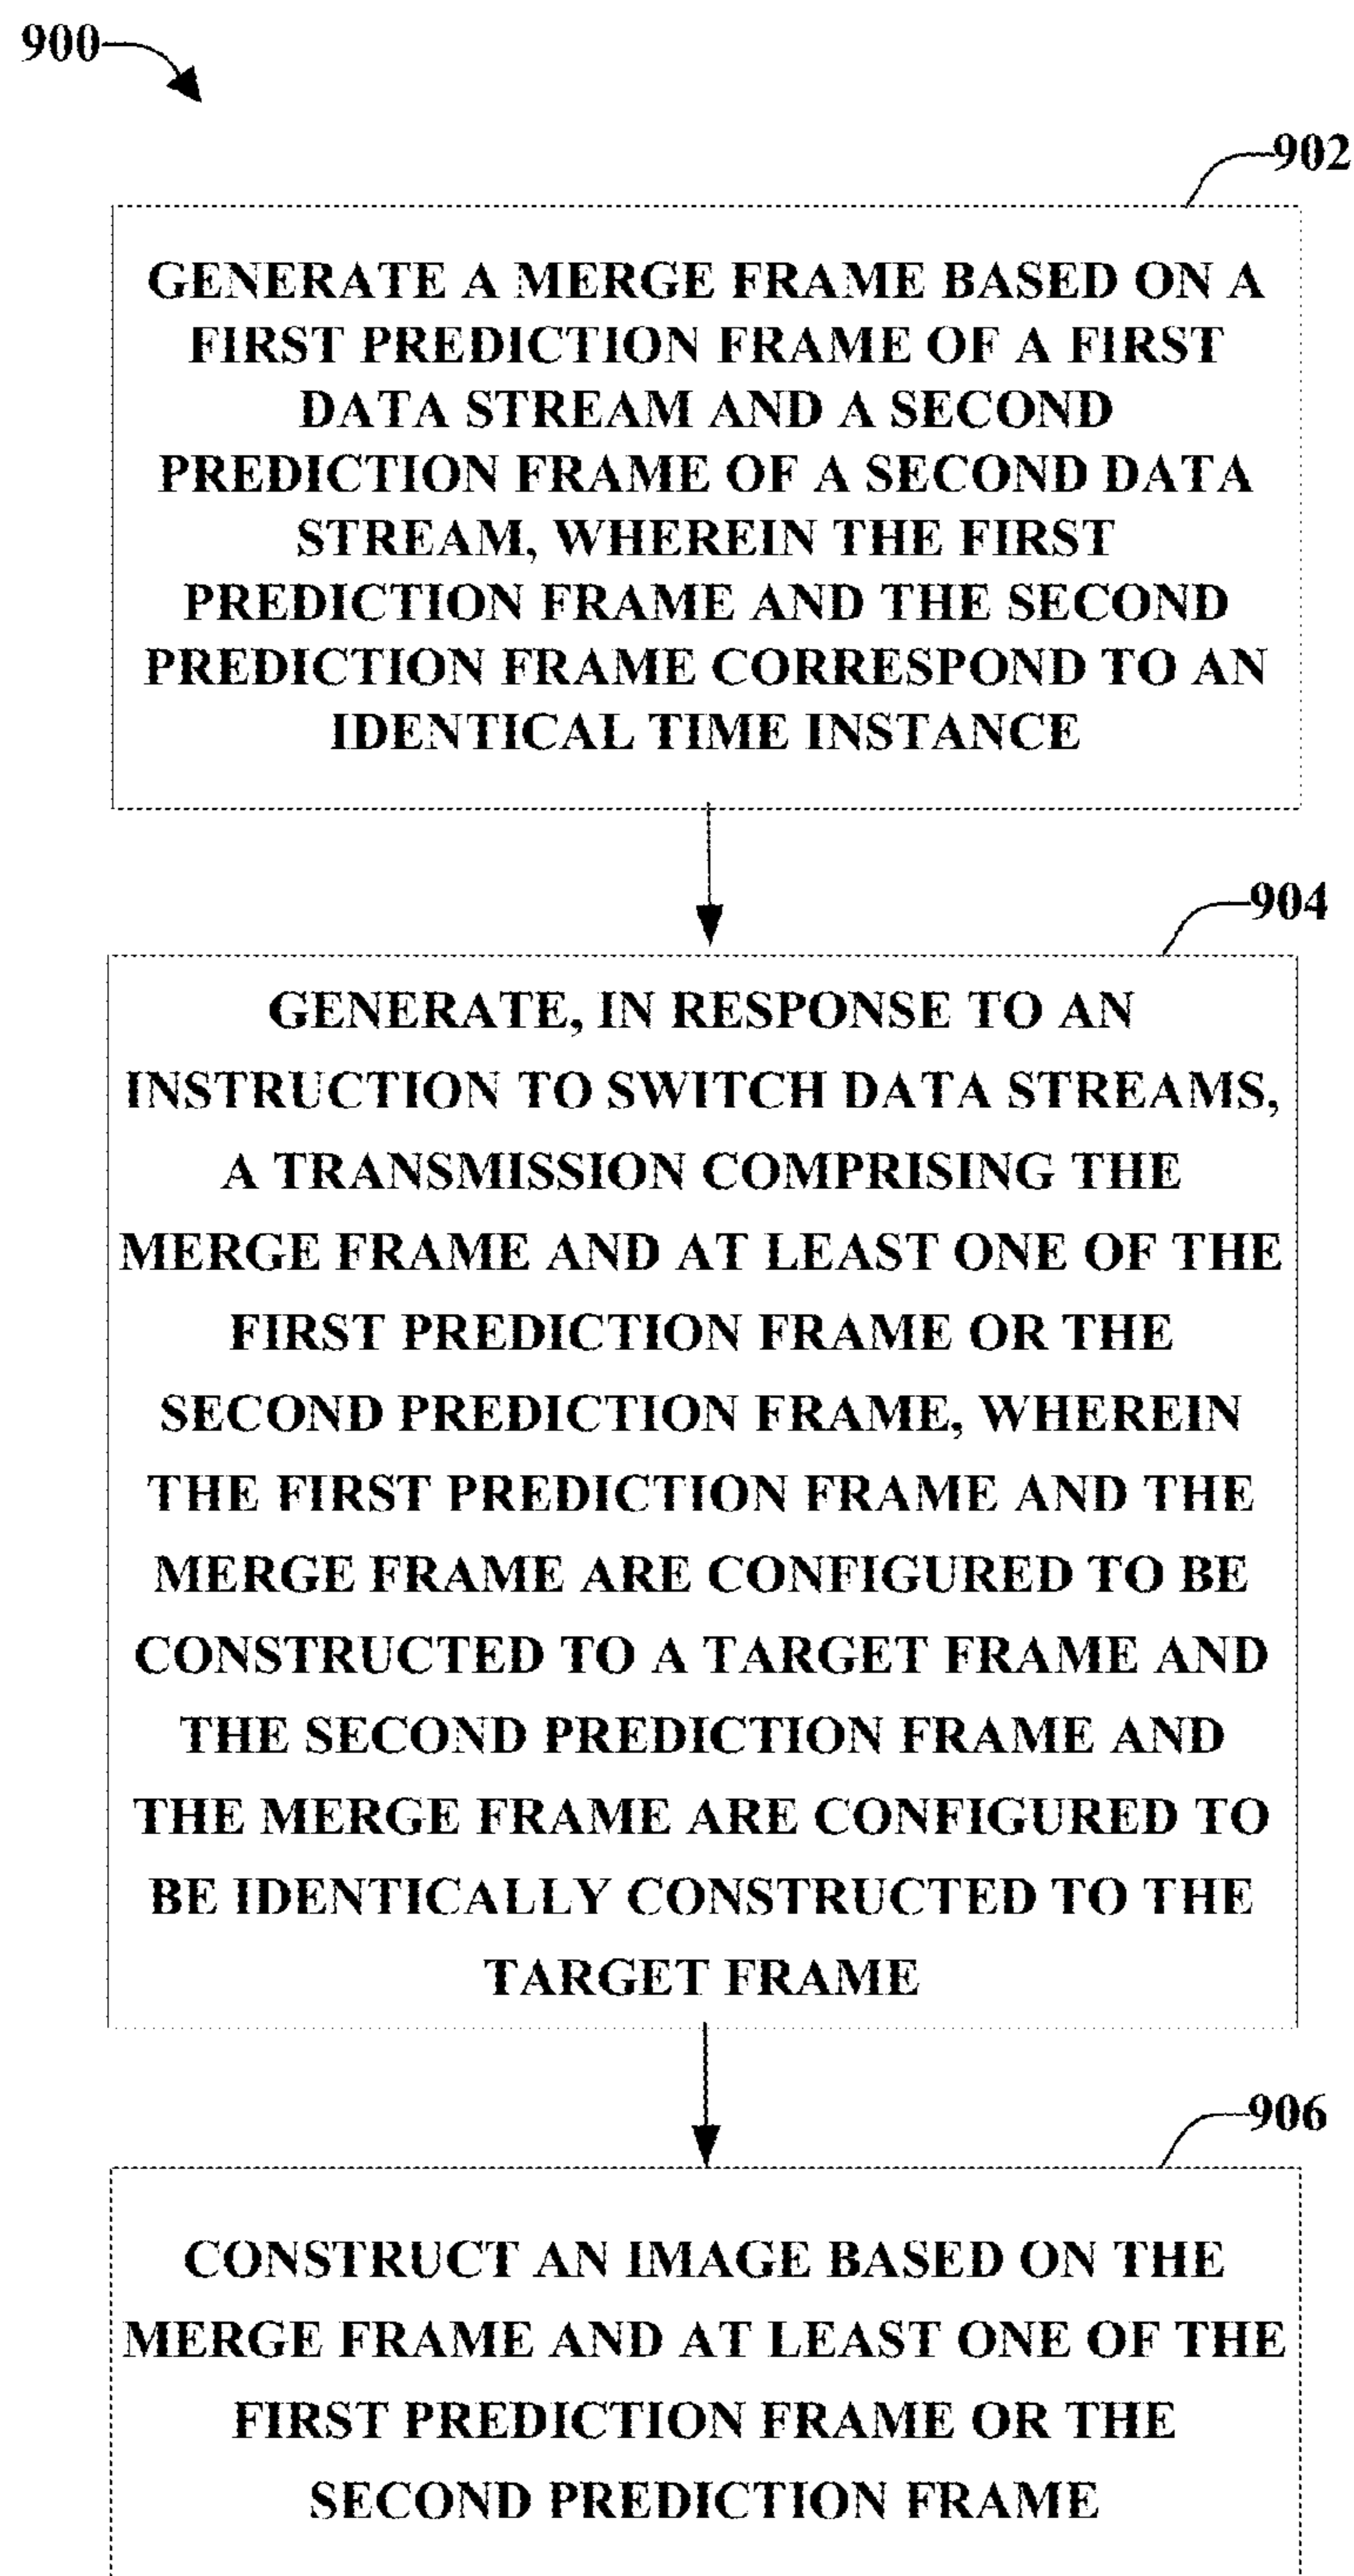 900
902
GENERATE A MERGE FRAME BASED ON A
FIRST PREDICTION FRAME OF A FIRST
DATA STREAM AND A SECOND
PREDICTION FRAME OF A SECOND DATA
STREAM, WHEREIN THE FIRST
PREDICTION FRAME AND THE SECOND
PREDICTION FRAME CORRESPOND TO AN
IDENTICAL TIME INSTANCE
904
GENERATE, IN RESPONSE TO AN
INSTRUCTION TO SWITCH DATA STREAMS,
A TRANSMISSION COMPRISING THE
MERGE FRAME AND AT LEAST ONE OF THE
FIRST PREDICTION FRAME OR THE
SECOND PREDICTION FRAME, WHEREIN
THE FIRST PREDICTION FRAME AND THE
MERGE FRAME ARE CONFIGURED TO BE
CONSTRUCTED TO A TARGET FRAME AND
THE SECOND PREDICTION FRAME AND
THE MERGE FRAME ARE CONFIGURED TO
BE IDENTICALLY CONSTRUCTED TO THE
TARGET FRAME
906
CONSTRUCT AN IMAGE BASED ON THE
MERGE FRAME AND AT LEAST ONE OF THE
FIRST PREDICTION FRAME OR THE
SECOND PREDICTION FRAME